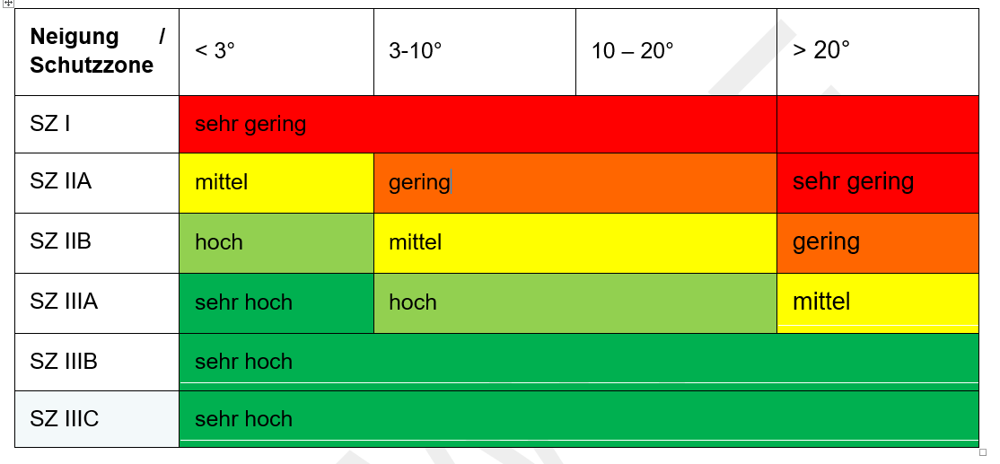 Neigung / Schutzzone < 3° 3-10° 10 – 20° > 20°
SZ I sehr gering
SZ IIA mittel gering sehr gering
SZ IIB hoch mittel gering
SZ IIIA sehr hoch hoch mittel
SZ IIIB sehr hoch
SZ IIIC sehr hoch